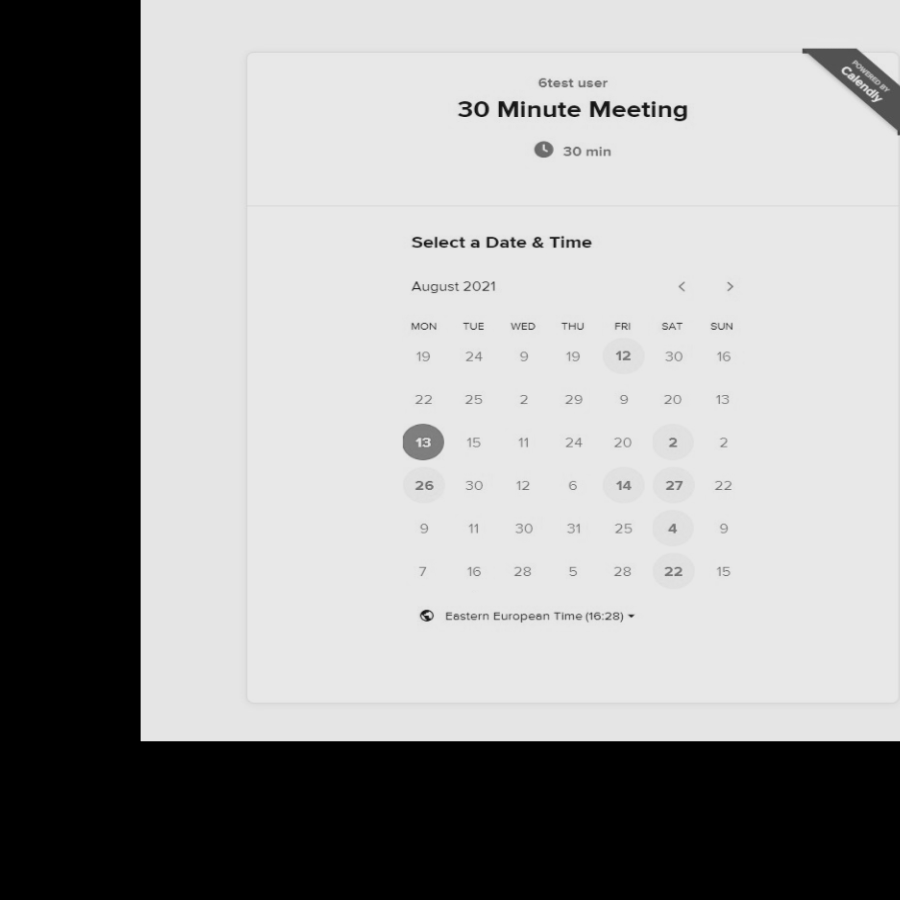 POWERED BY
Calendly
6test user
30 Minute Meeting
30 min
Select a Date & Time
August 2021
MON TUE WED THU FRI SAT SUN
19 24 9 19 12 30 16
22 25 2 29 9 20 13
13 15 11 24 20 2 2
26 30 12 6 14 27 22
9 11 30 31 25 4 9
7 16 28 5 28 22 15
Eastern European Time (16:28)